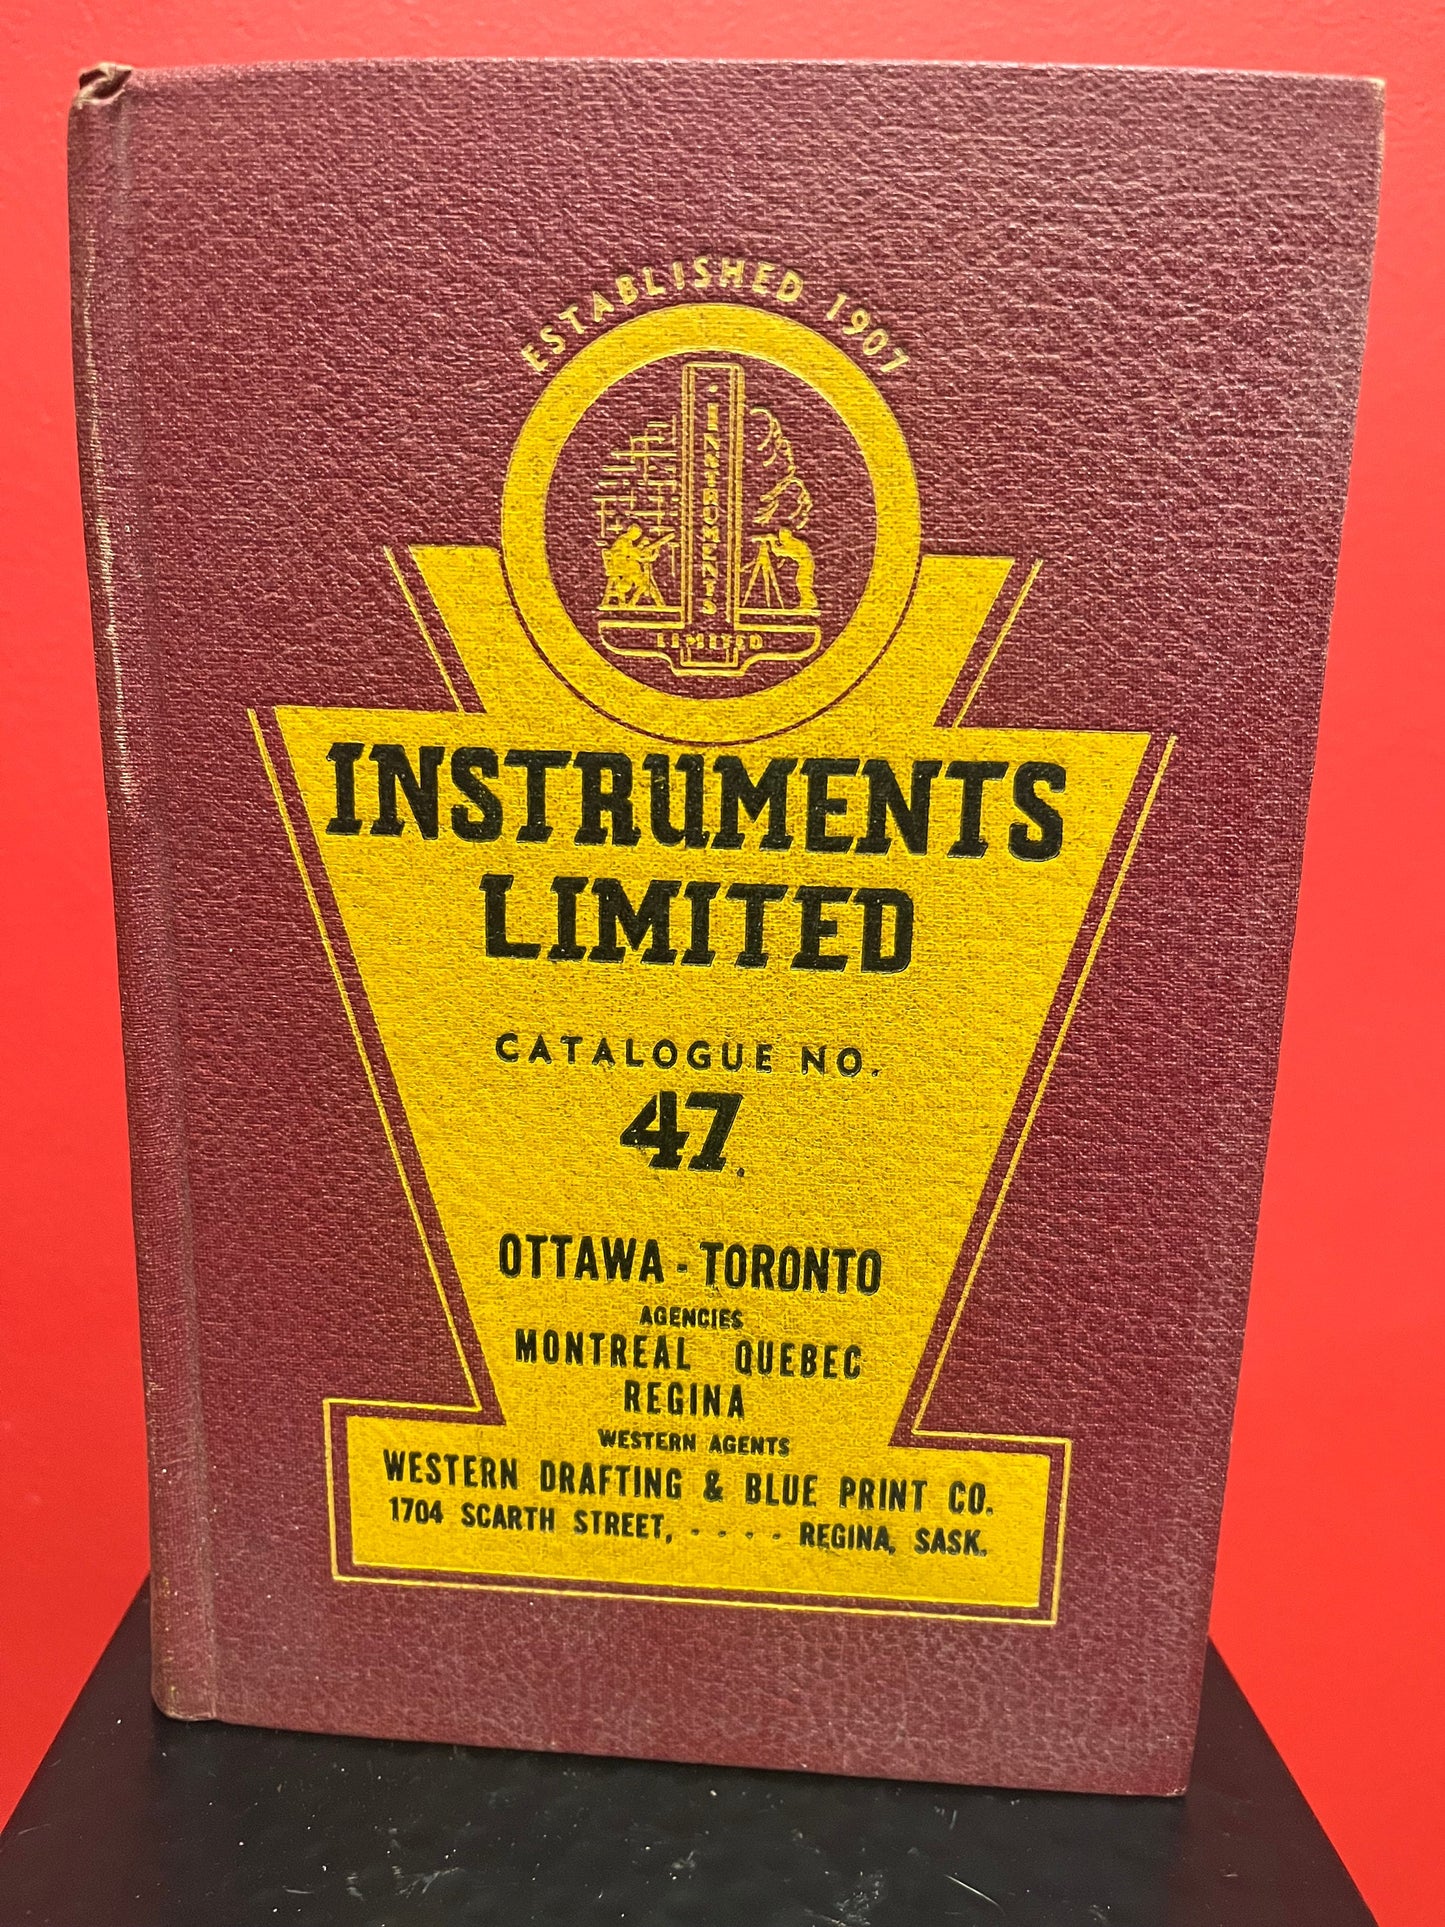 ESTABLISHED 1907
INSTRUMENTS
LIMITED
INSTRUMENTS
LIMITED
CATALOGUE NO.
47.
OTTAWA - TORONTO
AGENCIES
MONTREAL QUEBEC
REGINA
WESTERN AGENTS
WESTERN DRAFTING & BLUE PRINT CO.
1704 SCARTH STREET, - - - - REGINA, SASK.